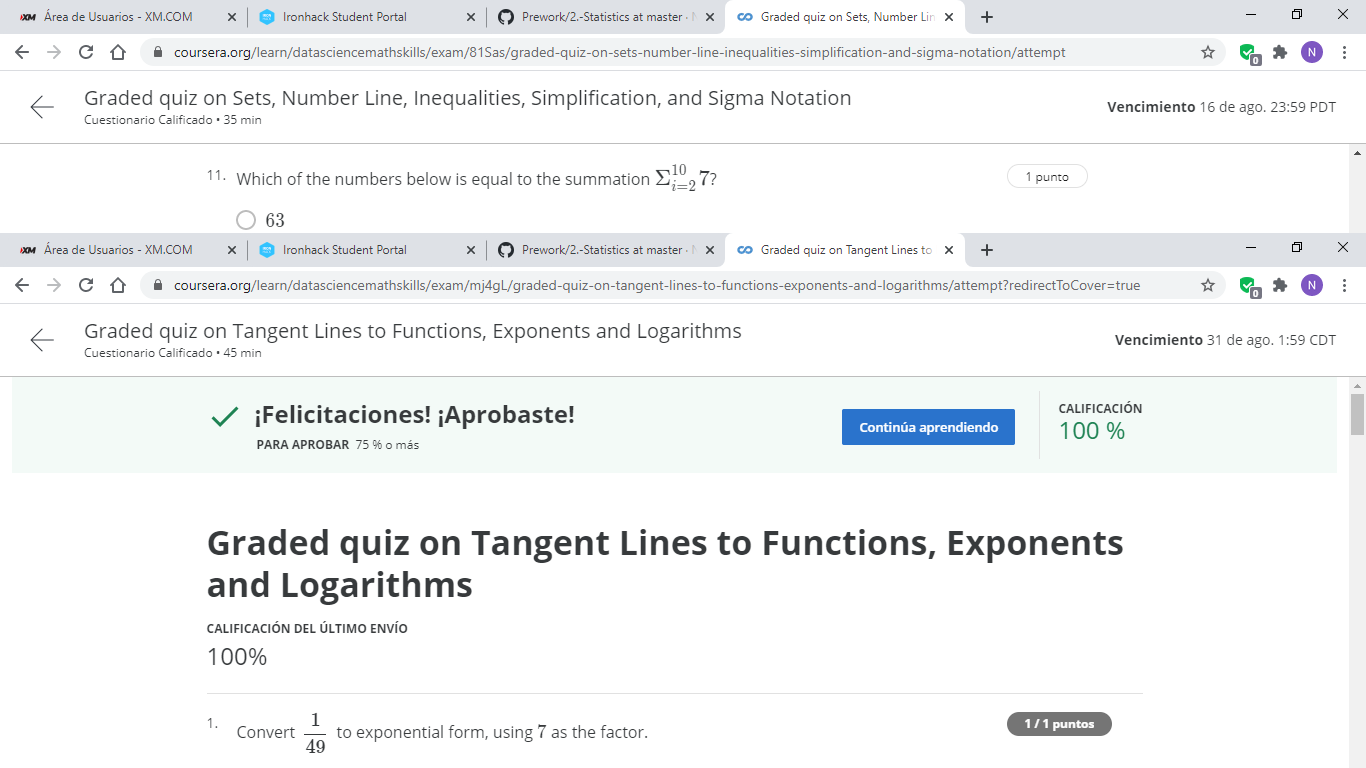 XM Área de Usuarios - XM.COM
Ironhack Student Portal
Prework/2.-Statistics at master ·
Graded quiz on Sets, Number Lin
coursera.org/learn/datasciencemathskills/exam/81Sas/graded-quiz-on-sets-number-line-inequalities-simplification-and-sigma-notation/attempt
0
N
Graded quiz on Sets, Number Line, Inequalities, Simplification, and Sigma Notation
Cuestionario Calificado • 35 min
Vencimiento 16 de ago. 23:59 PDT
11. Which of the numbers below is equal to the summation Σ_{i=2}^{10} 7?
1 punto
63
XM Área de Usuarios - XM.COM
Ironhack Student Portal
Prework/2.-Statistics at master ·
Graded quiz on Tangent Lines to
coursera.org/learn/datasciencemathskills/exam/mj4gL/graded-quiz-on-tangent-lines-to-functions-exponents-and-logarithms/attempt?redirectToCover=true
0
N
Graded quiz on Tangent Lines to Functions, Exponents and Logarithms
Cuestionario Calificado • 45 min
Vencimiento 31 de ago. 1:59 CDT
¡Felicitaciones! ¡Aprobaste!
PARA APROBAR 75 % o más
Continúa aprendiendo
CALIFICACIÓN
100 %
Graded quiz on Tangent Lines to Functions, Exponents
and Logarithms
CALIFICACIÓN DEL ÚLTIMO ENVÍO
100%
1. Convert 1/49 to exponential form, using 7 as the factor.
1 / 1 puntos